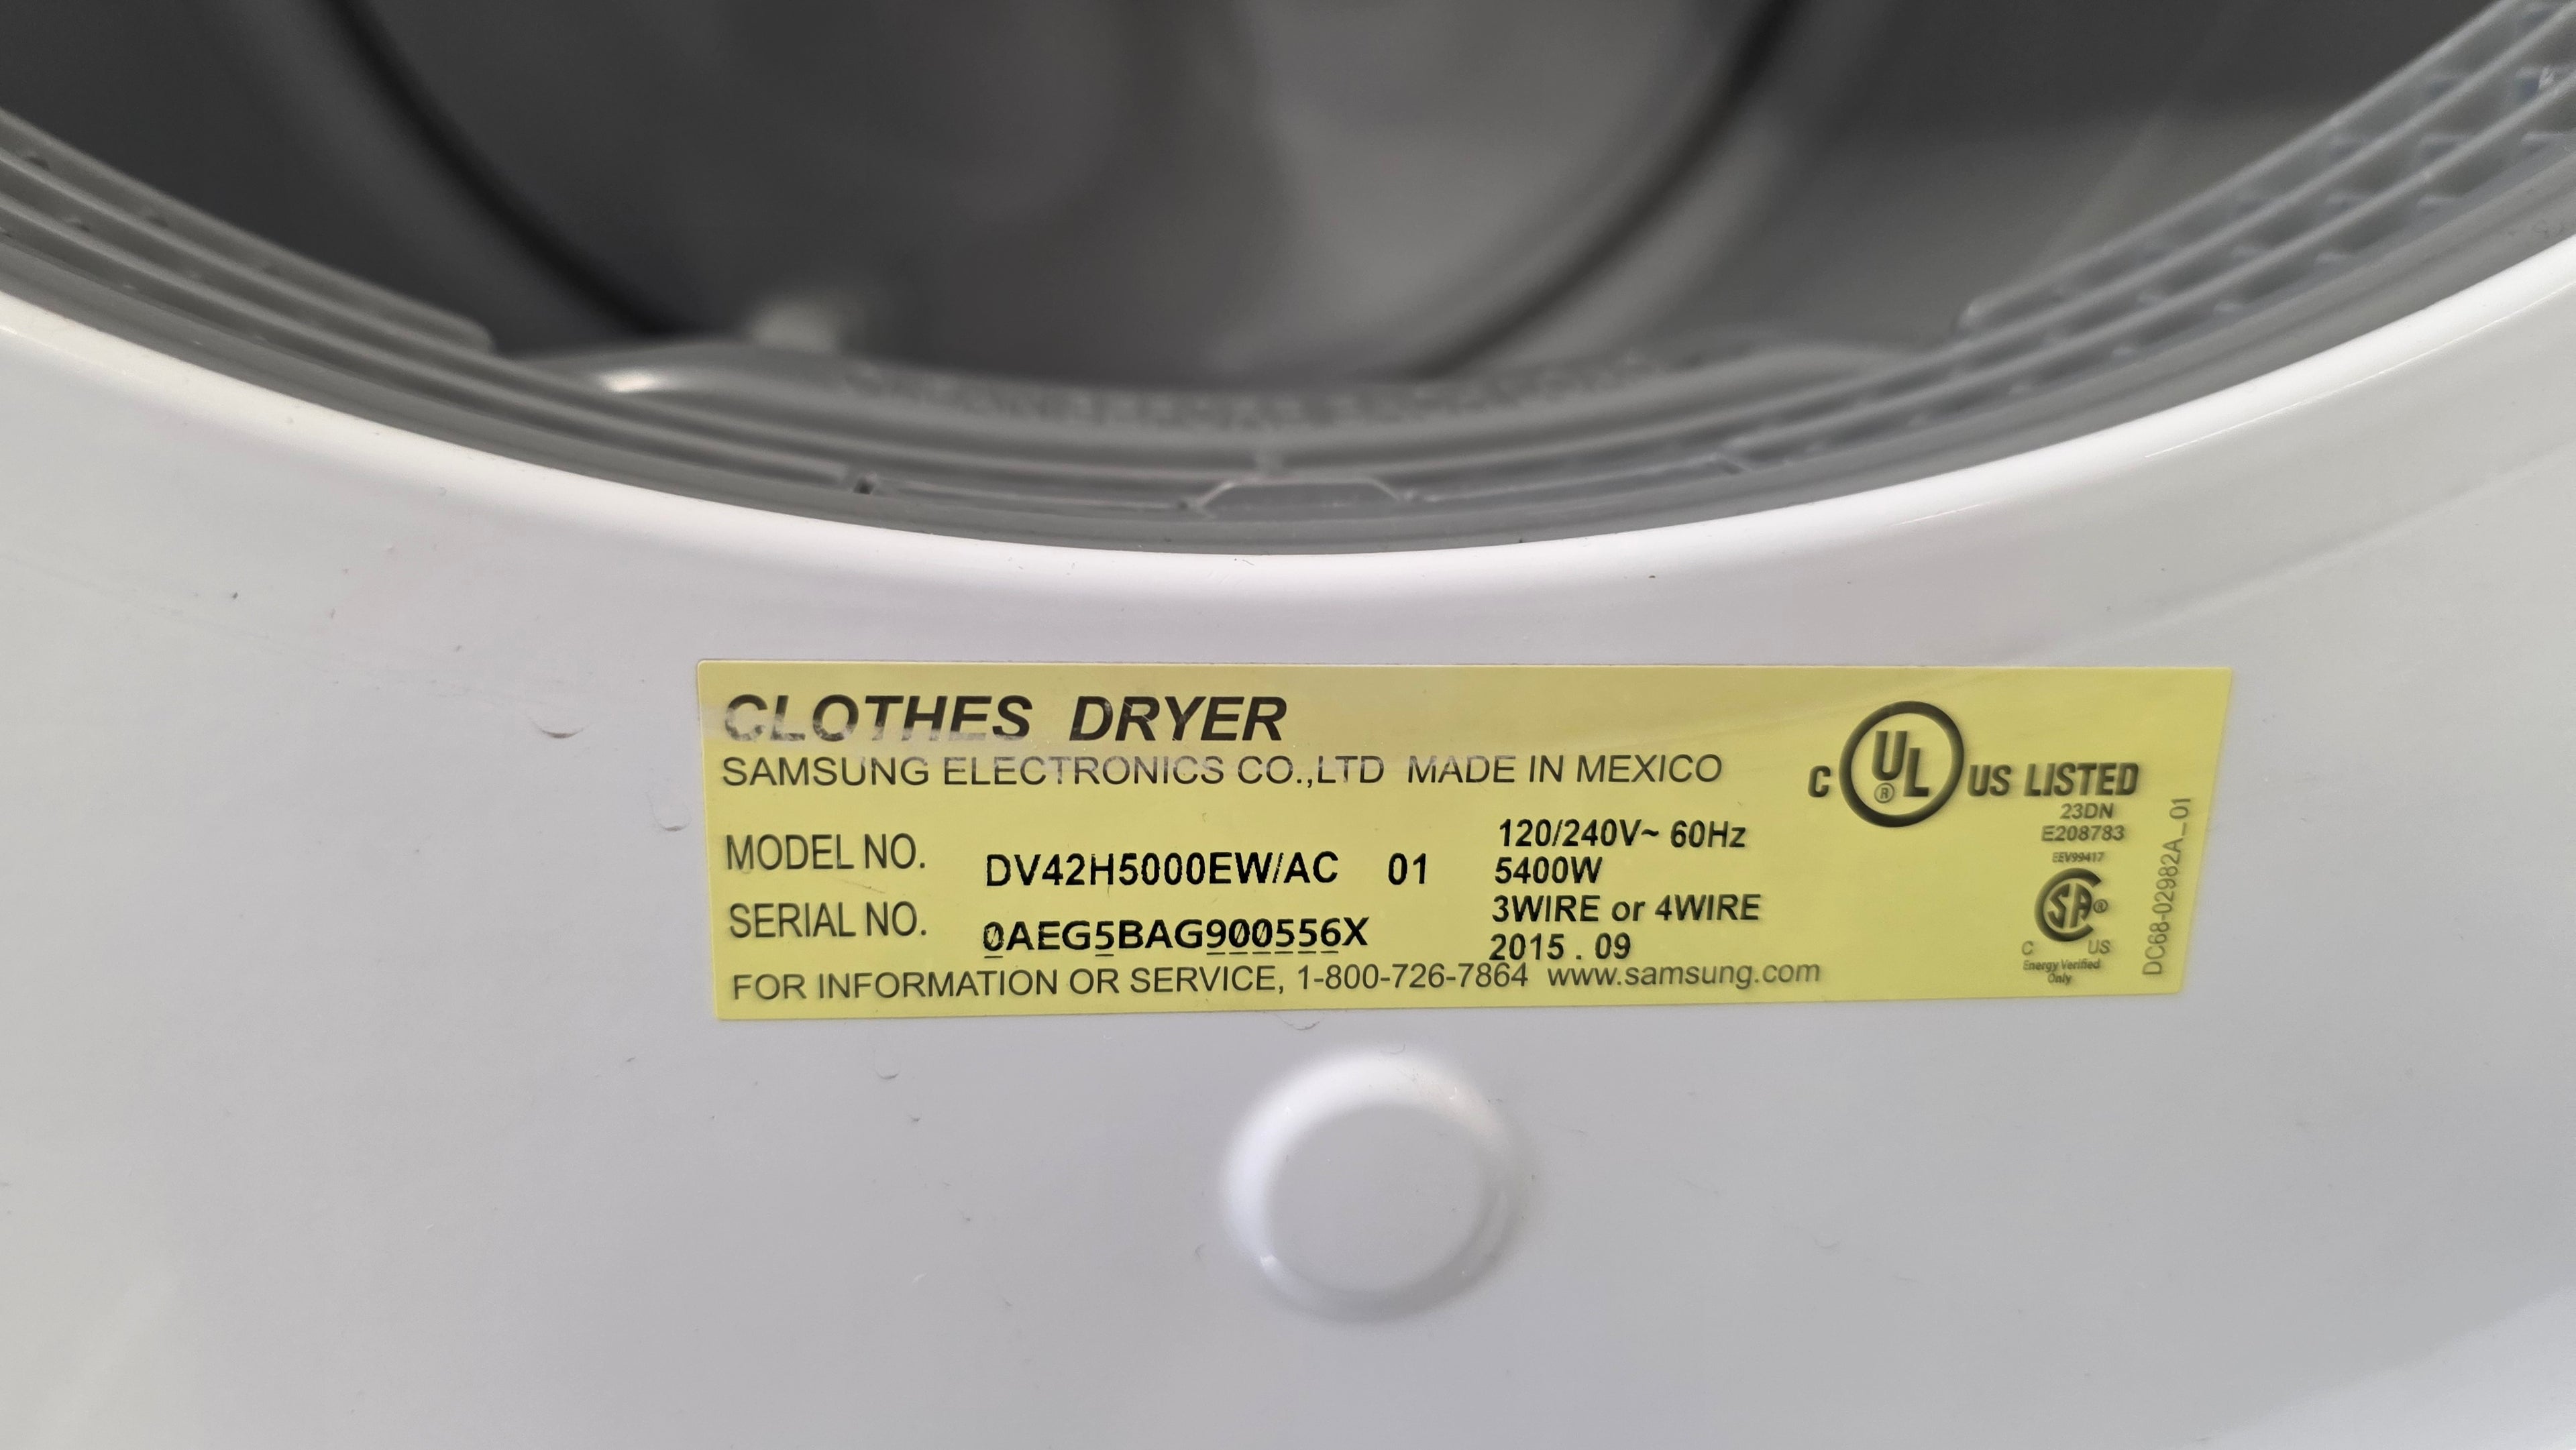 CLOTHES DRYER
SAMSUNG ELECTRONICS CO.,LTD MADE IN MEXICO
MODEL NO. DV42H5000EW/AC 01
SERIAL NO. 0AEG5BAG900556X
120/240V~ 60Hz
5400W
3WIRE or 4WIRE
2015 . 09
FOR INFORMATION OR SERVICE, 1-800-726-7864 www.samsung.com
C UL ® US LISTED
23DN
E208783
EEV99417
SA ®
C US
Energy Verified
Only
DC68-02982A_01